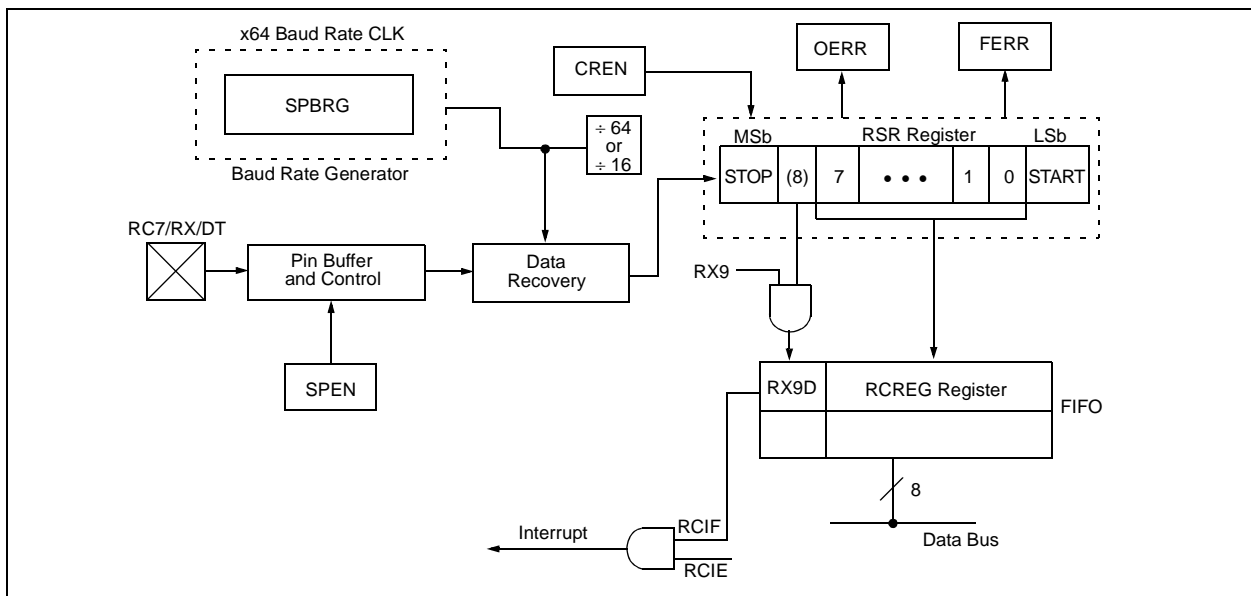 x64 Baud Rate CLK
SPBRG
Baud Rate Generator
CREN
OERR
FERR
÷ 64
or
÷ 16
MSb
RSR Register
LSb
STOP (8) 7 • • • 1 0 START
RC7/RX/DT
Pin Buffer
and Control
Data
Recovery
SPEN
RX9
RX9D
RCREG Register
FIFO
8
Data Bus
Interrupt
RCIF
RCIE